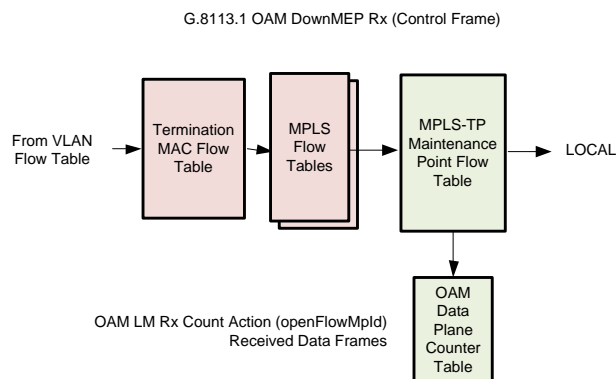 G.8113.1 OAM DownMEP Rx (Control Frame)
From VLAN
Flow Table
Termination
MAC Flow
Table
MPLS
Flow
Tables
MPLS-TP
Maintenance
Point Flow
Table
LOCAL
OAM LM Rx Count Action (openFlowMpId)
Received Data Frames
OAM
Data
Plane
Counter
Table